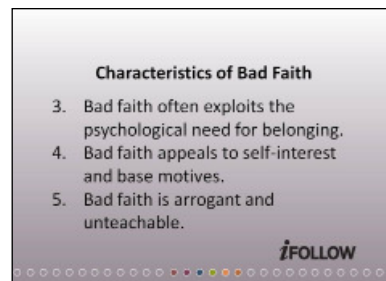 Characteristics of Bad Faith
3. Bad faith often exploits the
psychological need for belonging.
4. Bad faith appeals to self-interest
and base motives.
5. Bad faith is arrogant and
unteachable.
iFOLLOW